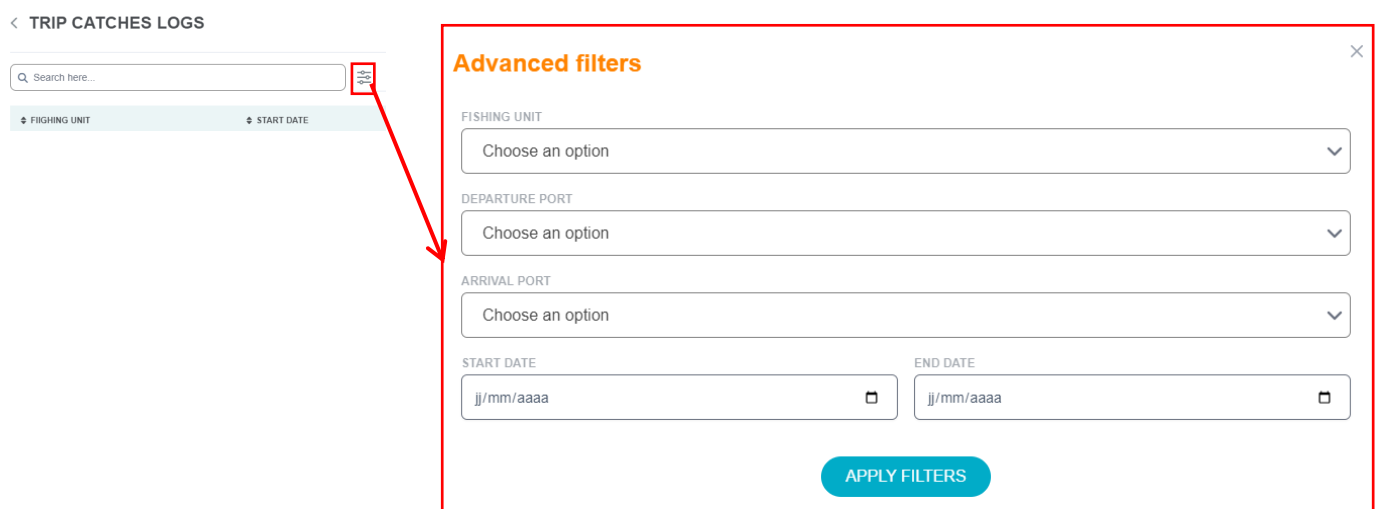 TRIP CATCHES LOGS
Search here...
FIIGHING UNIT
START DATE
Advanced filters
FISHING UNIT
Choose an option
DEPARTURE PORT
Choose an option
ARRIVAL PORT
Choose an option
START DATE
END DATE
jj/mm/aaaa
jj/mm/aaaa
APPLY FILTERS